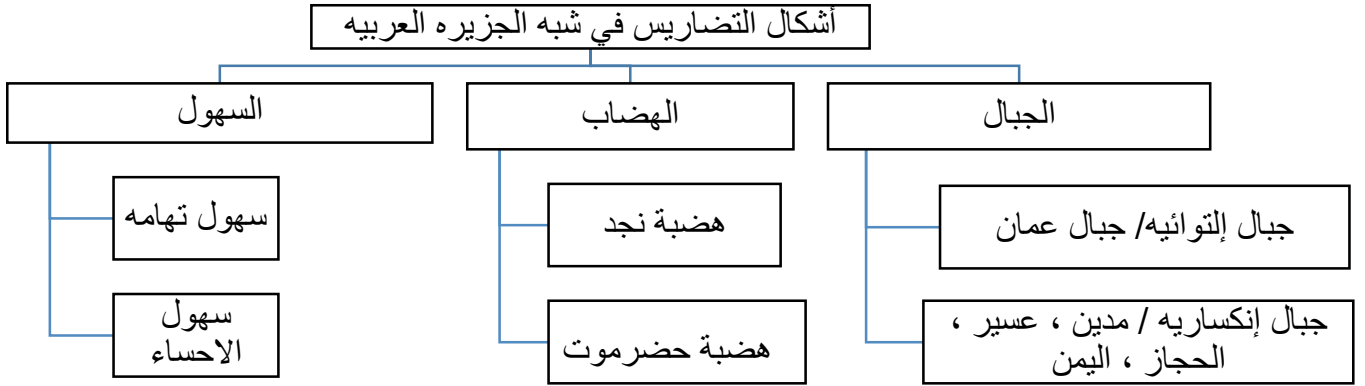 أشكال التضاريس في شبه الجزيره العربيه
الجبال
الهضاب
السهول
جبال إلتوائيه/ جبال عمان
هضبة نجد
سهول تهامه
جبال إنكساريه / مدين ، عسير ،
الحجاز ، اليمن
هضبة حضرموت
سهول
الاحساء